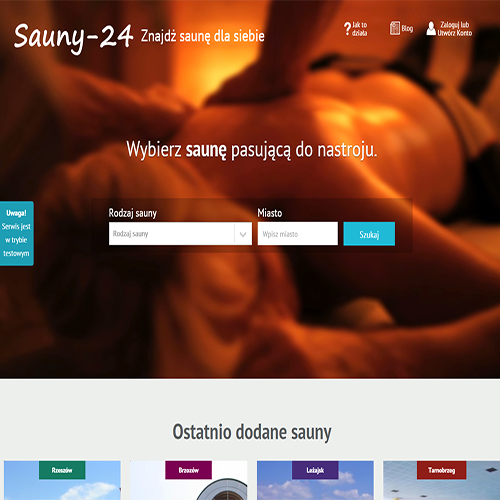 Sauny-24 Znajdź saunę dla siebie
Jak to
działa
Blog
Zaloguj lub
Utwórz Konto
Wybierz saunę pasującą do nastroju.
Uwaga!
Serwis jest
w trybie
testowym
Rodzaj sauny
Miasto
Rodzaj sauny
Wpisz miasto
Szukaj
Ostatnio dodane sauny
Rzeszów
Brzozów
Leżajsk
Tarnobrzeg